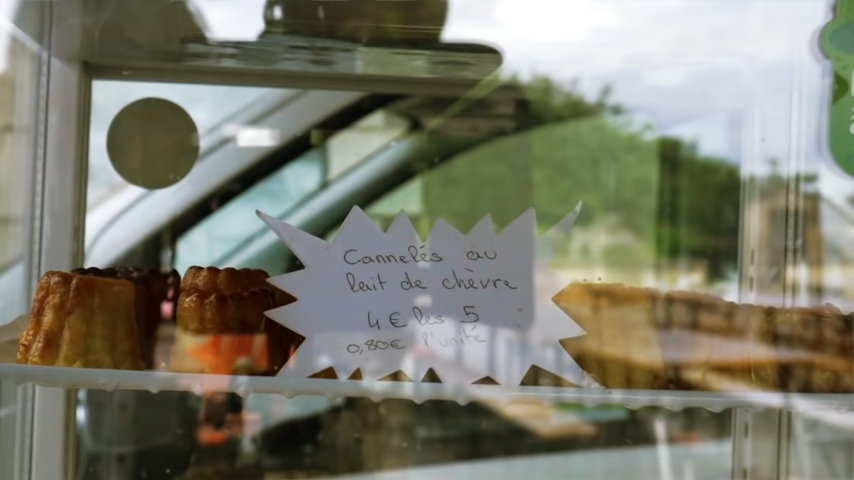 Cannelés au
lait de chèvre
4€ les 5
0,80€ l'unité